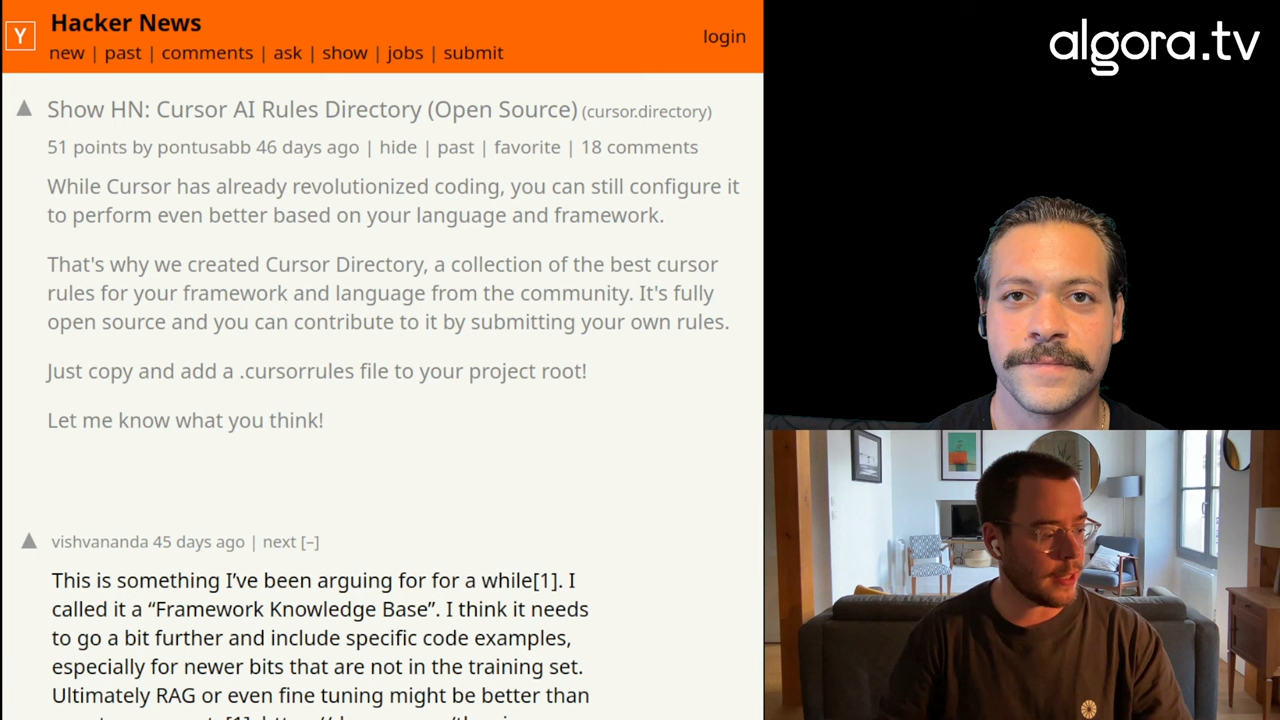 Y
Hacker News
new | past | comments | ask | show | jobs | submit
login
algora.tv
Show HN: Cursor AI Rules Directory (Open Source) (cursor.directory)
51 points by pontusabb 46 days ago | hide | past | favorite | 18 comments
While Cursor has already revolutionized coding, you can still configure it
to perform even better based on your language and framework.
That's why we created Cursor Directory, a collection of the best cursor
rules for your framework and language from the community. It's fully
open source and you can contribute to it by submitting your own rules.
Just copy and add a .cursorrules file to your project root!
Let me know what you think!
vishvananda 45 days ago | next [–]
This is something I’ve been arguing for for a while[1]. I
called it a “Framework Knowledge Base”. I think it needs
to go a bit further and include specific code examples,
especially for newer bits that are not in the training set.
Ultimately RAG or even fine tuning might be better than